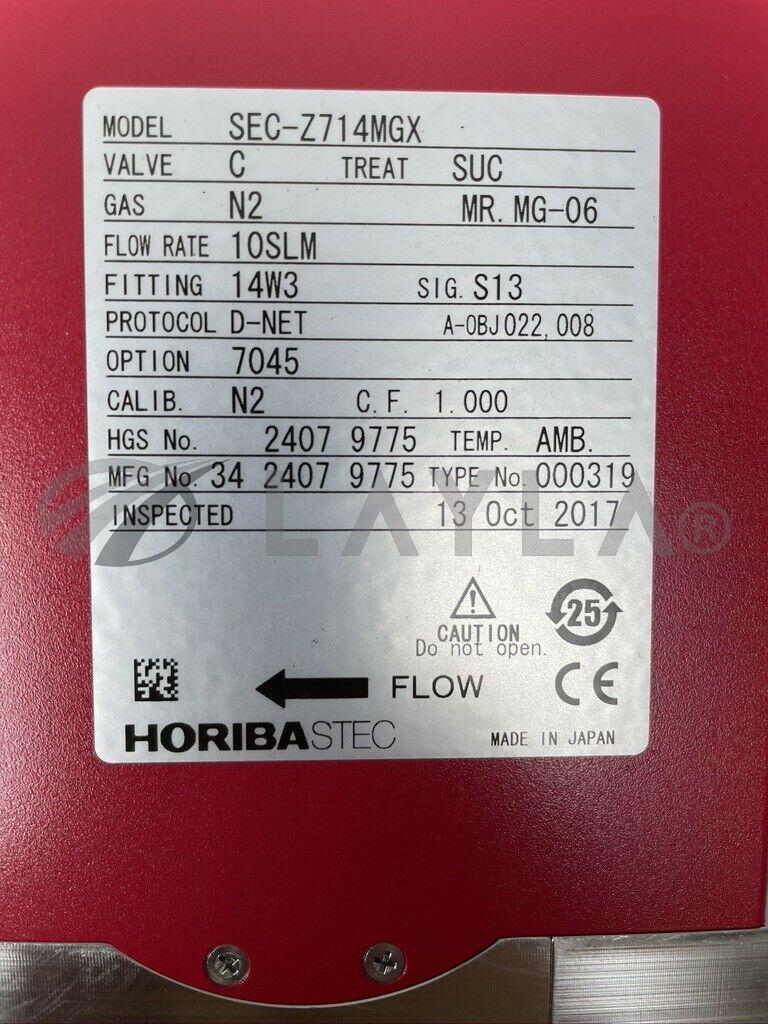 MODEL SEC-Z714MGX
VALVE C TREAT SUC
GAS N2 MR. MG-06
FLOW RATE 10SLM
FITTING 14W3 SIG. S13
PROTOCOL D-NET A-OBJ022,008
OPTION 7045
CALIB. N2 C.F. 1.000
HGS No. 2407 9775 TEMP. AMB.
MFG No. 34 2407 9775 TYPE No. 000319
INSPECTED 13 Oct 2017
LAYLA®
25
CAUTION
Do not open.
FLOW CE
HORIBASTEC MADE IN JAPAN